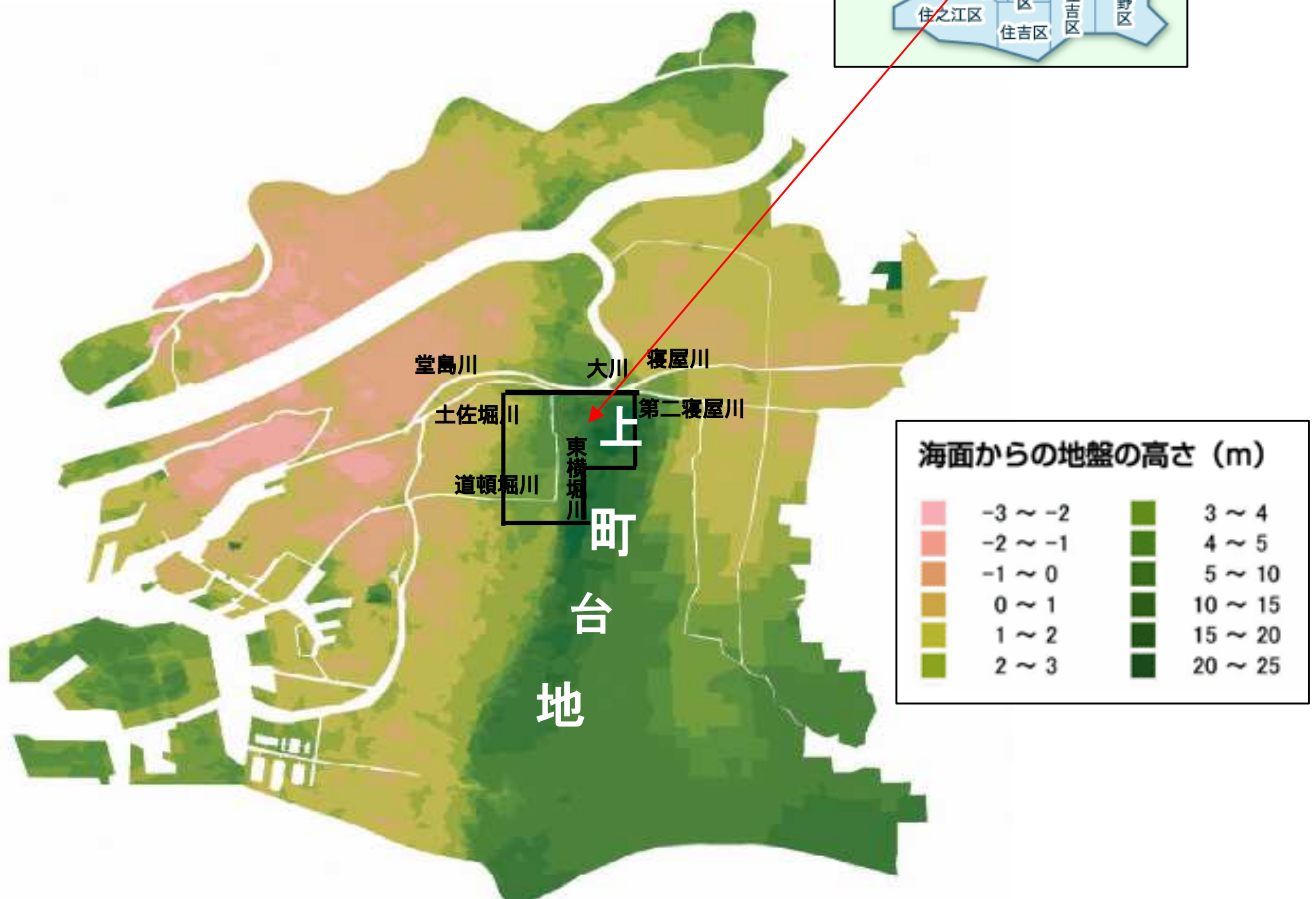 住之江区
区
住吉区
吉区
野区
堂島川
大川
寝屋川
土佐堀川
第二寝屋川
東横堀川
道頓堀川
上町台地
海面からの地盤の高さ（m）
-3 ～ -2
-2 ～ -1
-1 ～ 0
0 ～ 1
1 ～ 2
2 ～ 3
3 ～ 4
4 ～ 5
5 ～ 10
10 ～ 15
15 ～ 20
20 ～ 25